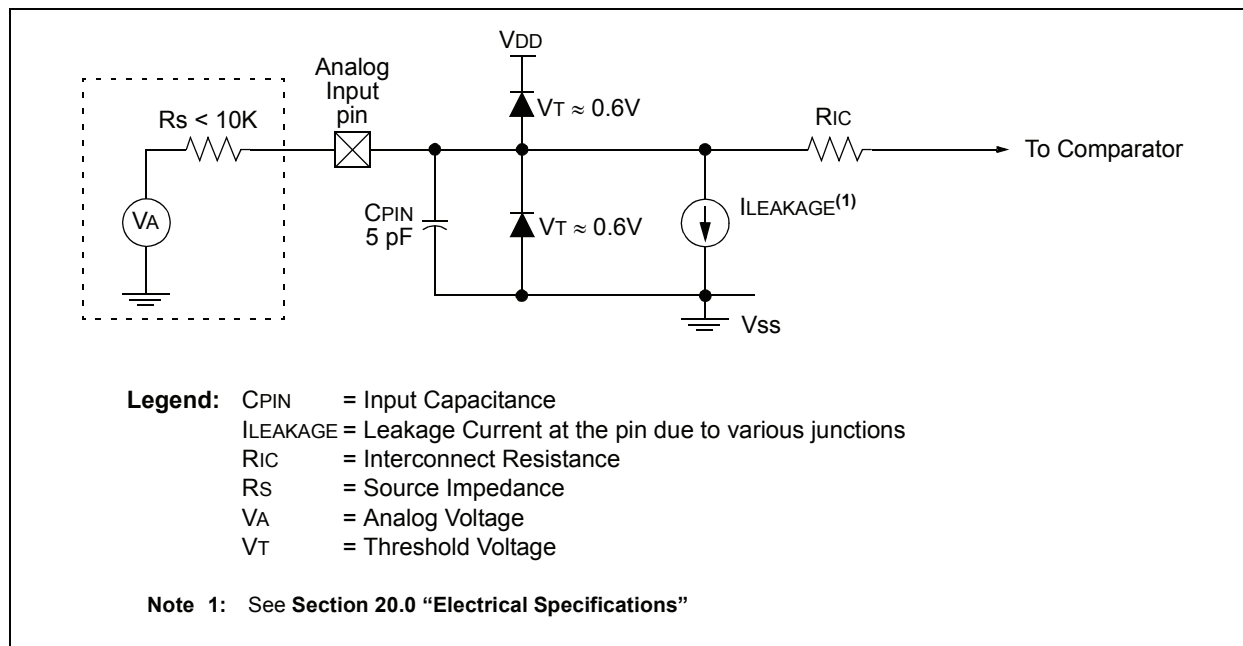 VDD
Analog
Input
pin
VT ≈ 0.6V
Rs < 10K
RIC
To Comparator
VA
CPIN
5 pF
VT ≈ 0.6V
ILEAKAGE(1)
Vss
Legend: CPIN = Input Capacitance
ILEAKAGE = Leakage Current at the pin due to various junctions
RIC = Interconnect Resistance
RS = Source Impedance
VA = Analog Voltage
VT = Threshold Voltage
Note 1: See Section 20.0 “Electrical Specifications”